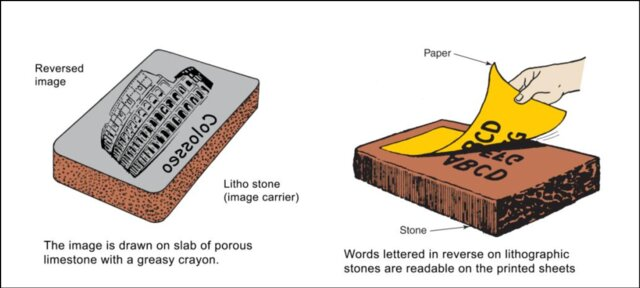 Reversed
image
Colosseo
Litho stone
(image carrier)
The image is drawn on slab of porous
limestone with a greasy crayon.
Paper
ABCD
Stone
Words lettered in reverse on lithographic
stones are readable on the printed sheets